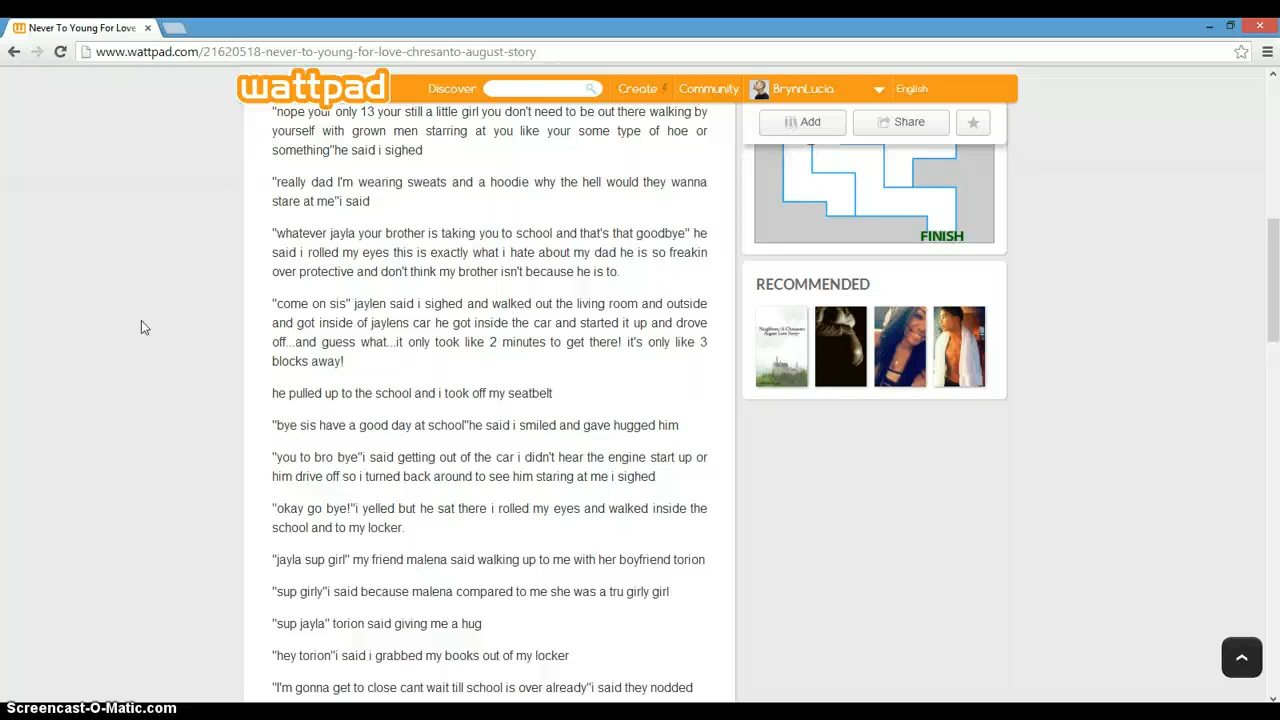 Never To Young For Love
www.wattpad.com/21620518-never-to-young-for-love-chresanto-august-story
wattpad
Discover
Create
Community
BrynnLucia
English
"nope your only 13 your still a little girl you don't need to be out there walking by
yourself with grown men starring at you like your some type of hoe or
something"he said i sighed
"really dad I'm wearing sweats and a hoodie why the hell would they wanna
stare at me"i said
"whatever jayla your brother is taking you to school and that's that goodbye" he
said i rolled my eyes this is exactly what i hate about my dad he is so freakin
over protective and don't think my brother isn't because he is to.
"come on sis" jaylen said i sighed and walked out the living room and outside
and got inside of jaylens car he got inside the car and started it up and drove
off...and guess what...it only took like 2 minutes to get there! it's only like 3
blocks away!
he pulled up to the school and i took off my seatbelt
"bye sis have a good day at school"he said i smiled and gave hugged him
"you to bro bye"i said getting out of the car i didn't hear the engine start up or
him drive off so i turned back around to see him staring at me i sighed
"okay go bye!"i yelled but he sat there i rolled my eyes and walked inside the
school and to my locker.
"jayla sup girl" my friend malena said walking up to me with her boyfriend torion
"sup girly"i said because malena compared to me she was a tru girly girl
"sup jayla" torion said giving me a hug
"hey torion"i said i grabbed my books out of my locker
"I'm gonna get to close cant wait till school is over already"i said they nodded
Add
Share
FINISH
RECOMMENDED
Neighbors: A Chresanto
August Love Story
Screencast-O-Matic.com